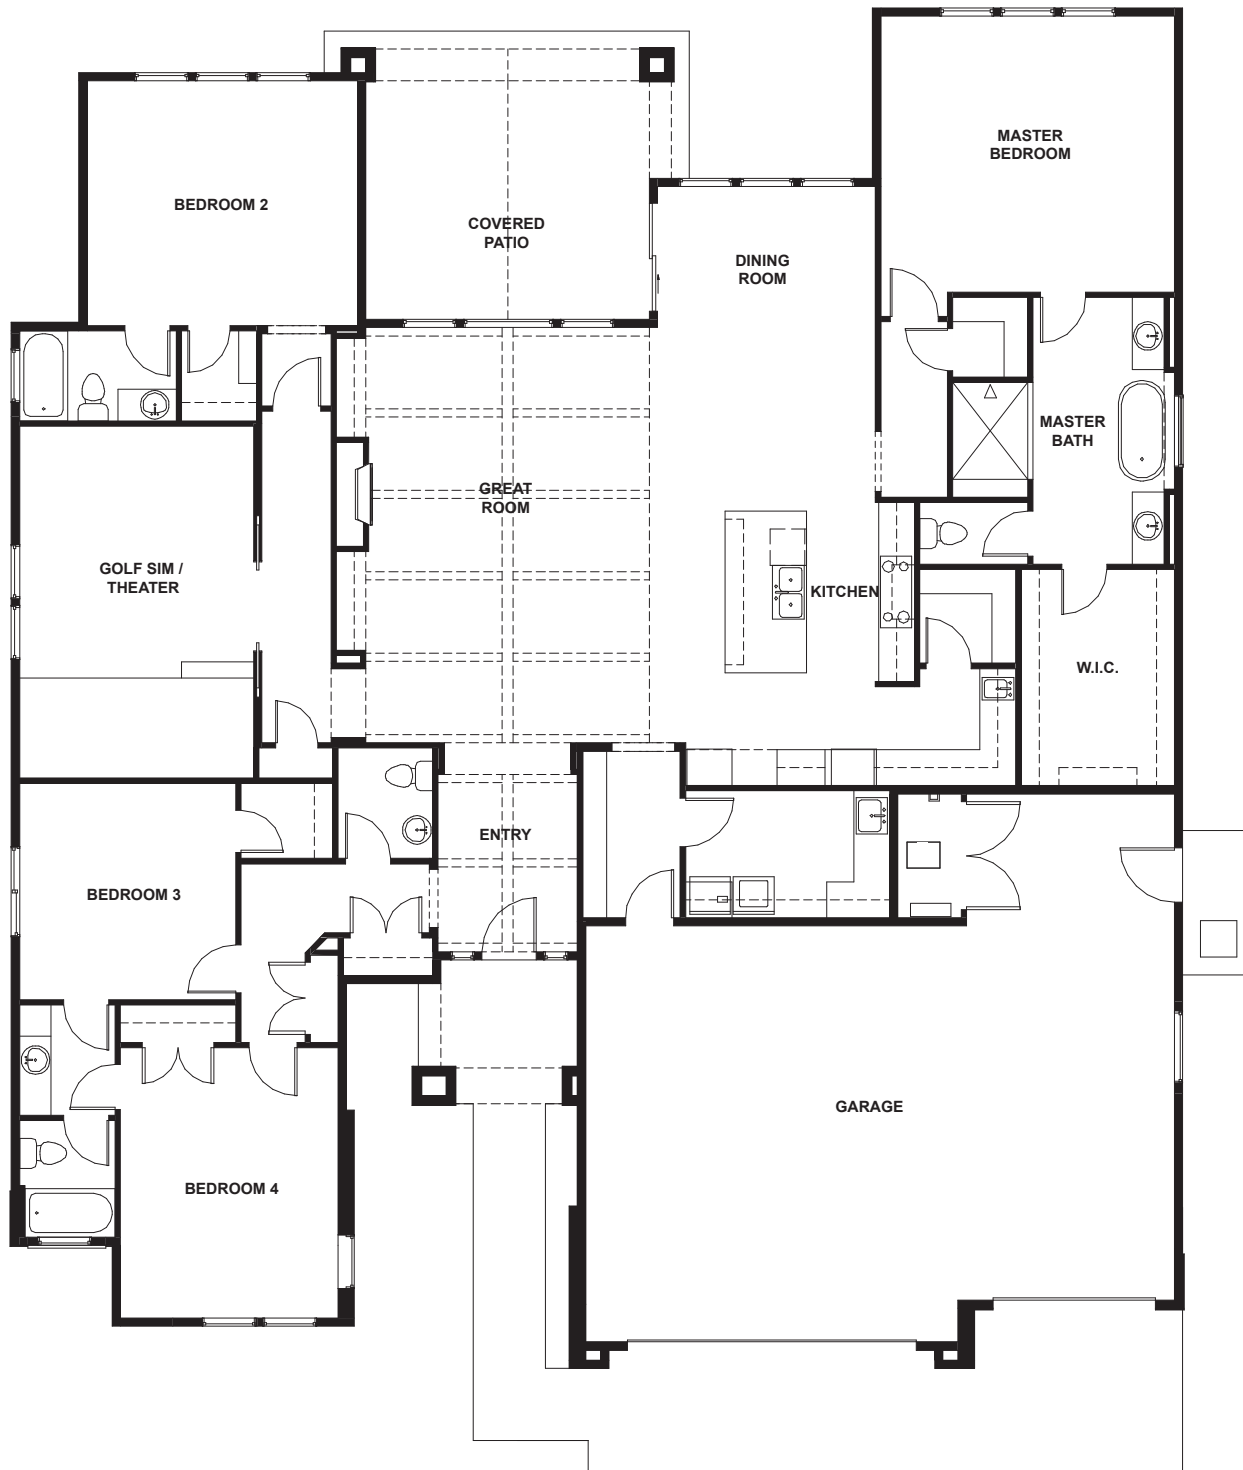 MASTER
BEDROOM
BEDROOM 2
COVERED
PATIO
DINING
ROOM
MASTER
BATH
GREAT
ROOM
GOLF SIM /
THEATER
KITCHEN
W.I.C.
ENTRY
BEDROOM 3
GARAGE
BEDROOM 4